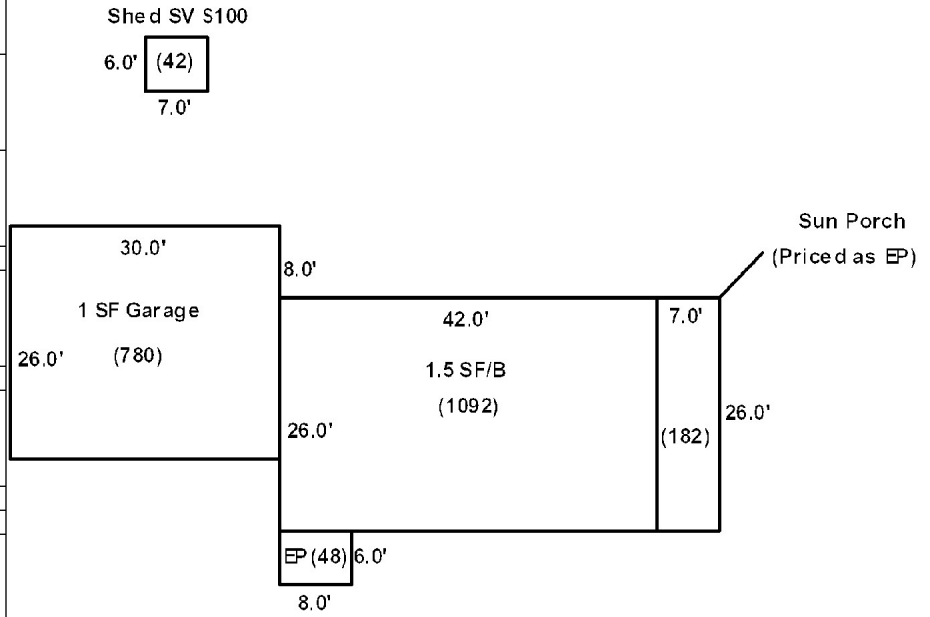 Shed SV S100
6.0' (42)
7.0'
Sun Porch
(Priced as EP)
30.0'
8.0'
1 SF Garage
26.0' (780)
42.0' 7.0'
1.5 SF/B
(1092)
26.0'
26.0'
(182)
EP (48) 6.0'
8.0'